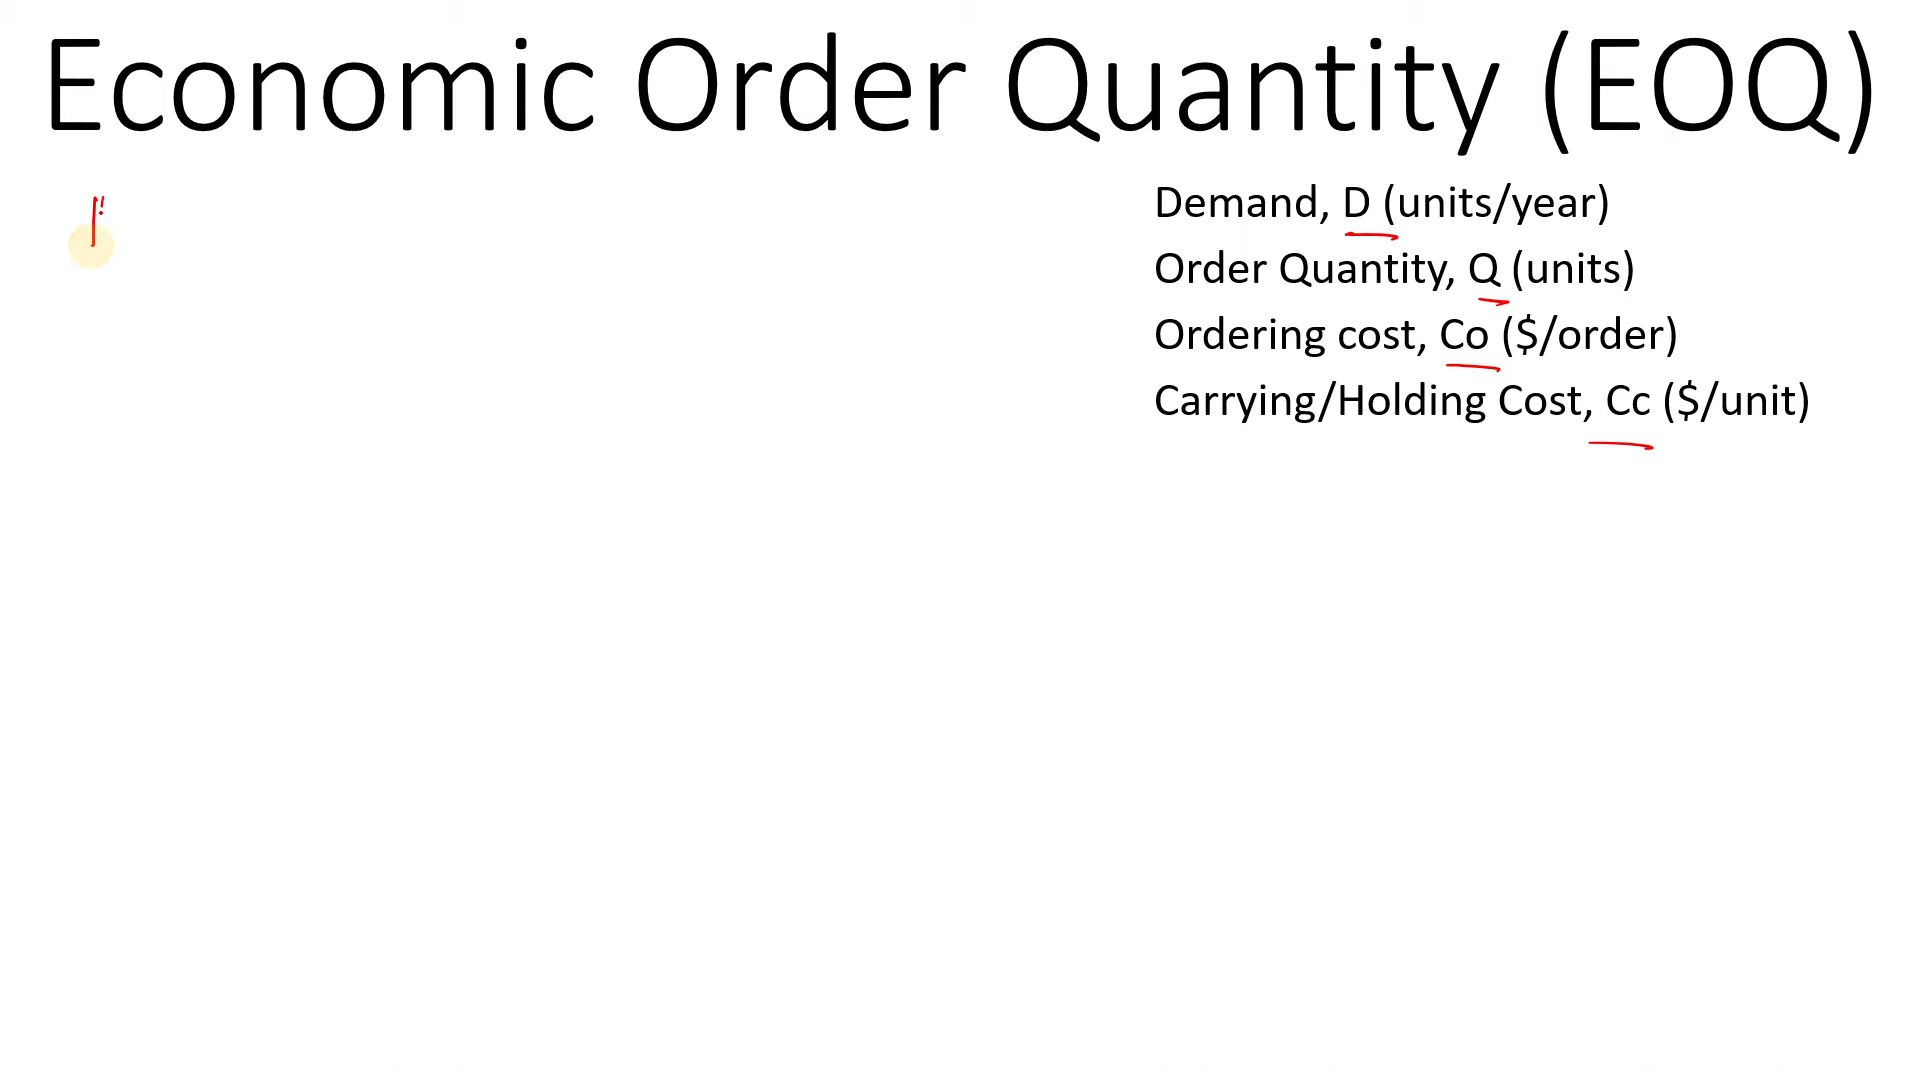 Economic Order Quantity (EOQ)
Demand, D (units/year)
Order Quantity, Q (units)
Ordering cost, Co ($/order)
Carrying/Holding Cost, Cc ($/unit)